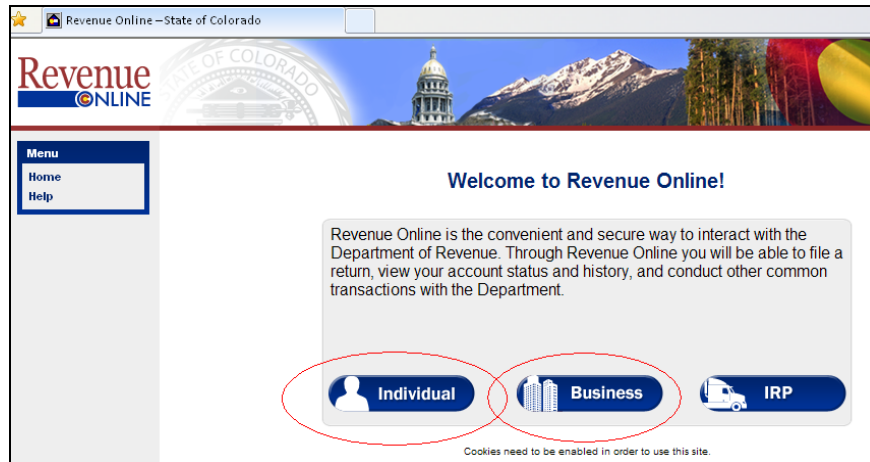 Revenue Online – State of Colorado
Revenue
ONLINE
STATE OF COLORADO
Menu
Home
Help
Welcome to Revenue Online!
Revenue Online is the convenient and secure way to interact with the
Department of Revenue. Through Revenue Online you will be able to file a
return, view your account status and history, and conduct other common
transactions with the Department.
Individual
Business
IRP
Cookies need to be enabled in order to use this site.